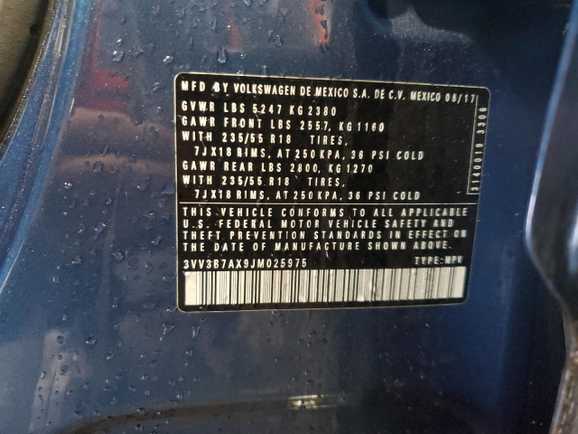 MFD BY VOLKSWAGEN DE MEXICO S.A. DE C.V. MEXICO 08/17
GVWR LBS 5247 KG 2380
GAWR FRONT LBS 2557, KG 1160
WITH 235/55 R18 TIRES,
7JX18 RIMS, AT 250 KPA, 36 PSI COLD
GAWR REAR LBS 2800, KG 1270
WITH 235/55 R18 TIRES,
7JX18 RIMS, AT 250 KPA, 36 PSI COLD
THIS VEHICLE CONFORMS TO ALL APPLICABLE
U.S. FEDERAL MOTOR VEHICLE SAFETY AND
THEFT PREVENTION STANDARDS IN EFFECT ON
THE DATE OF MANUFACTURE SHOWN ABOVE.
3VV3B7AX9JM025975 TYPE:MPV
3140019 3306